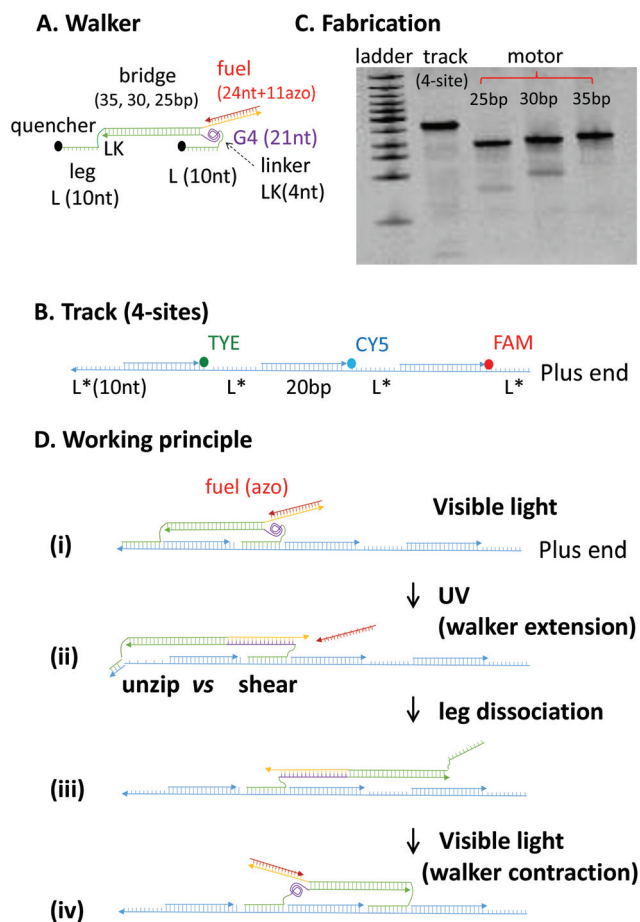 A. Walker
bridge
(35, 30, 25bp)
fuel
(24nt+11azo)
quencher
LK
G4 (21nt)
leg
L (10nt)
L (10nt)
linker
LK(4nt)
C. Fabrication
ladder
track
(4-site)
motor
25bp
30bp
35bp
B. Track (4-sites)
TYE
CY5
FAM
L*(10nt)
L*
20bp
L*
L*
Plus end
D. Working principle
fuel (azo)
Visible light
(i)
Plus end
UV
(walker extension)
(ii)
unzip vs shear
leg dissociation
(iii)
Visible light
(walker contraction)
(iv)